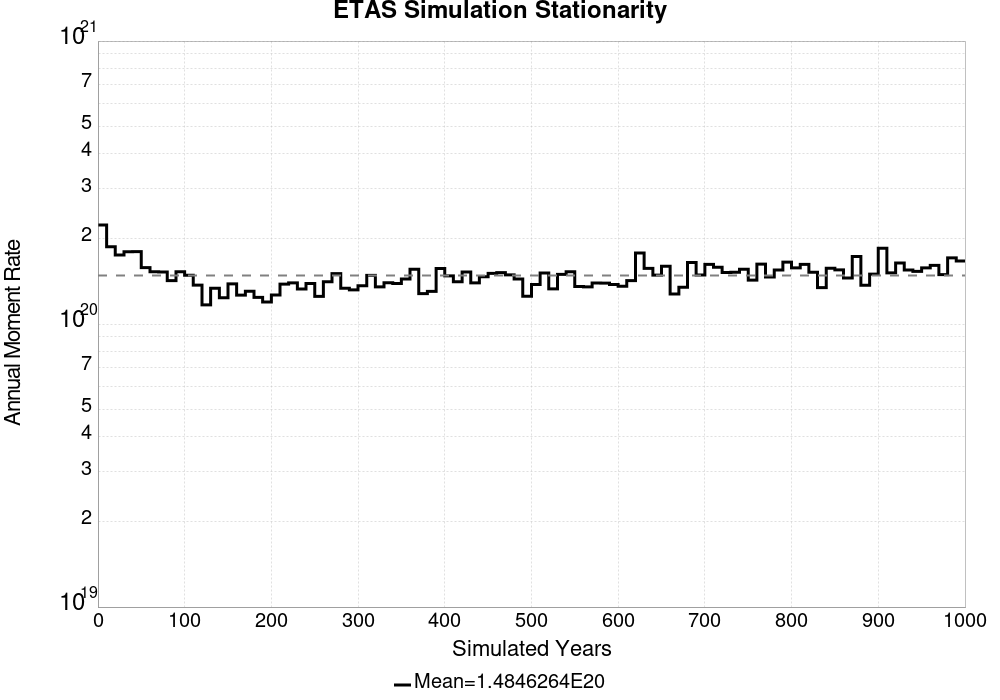 ETAS Simulation Stationarity
10^21
7
5
4
3
2
10^20
7
5
4
3
2
10^19
Annual Moment Rate
0 100 200 300 400 500 600 700 800 900 1000
Simulated Years
Mean=1.4846264E20